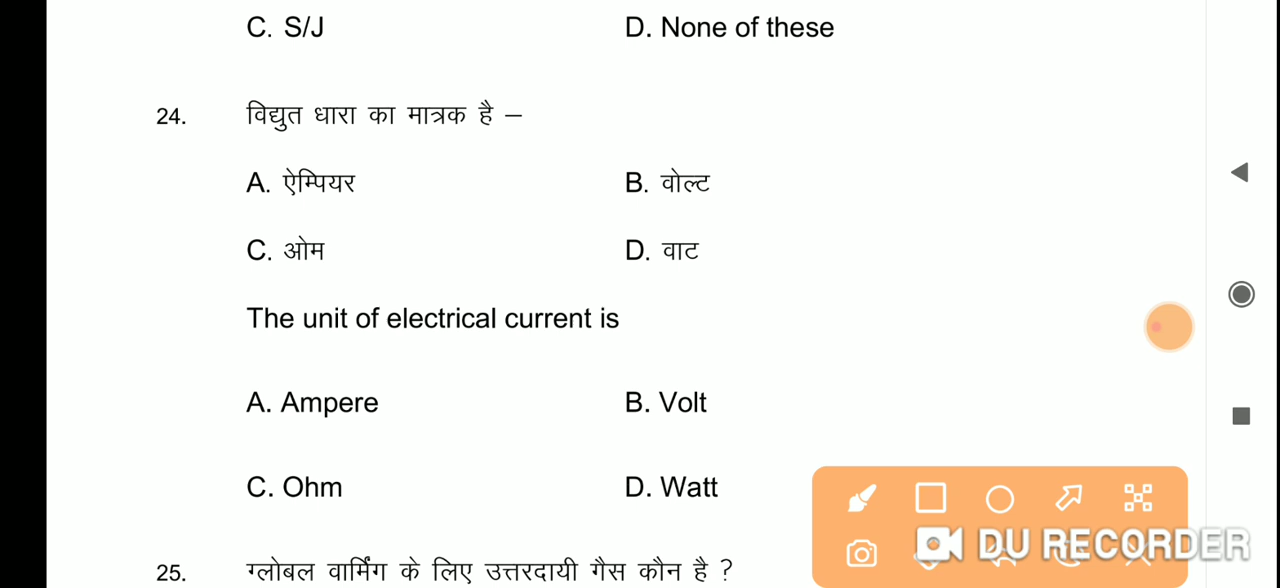 C. S/J D. None of these
24. विद्युत धारा का मात्रक है –
A. ऐम्पियर B. वोल्ट
C. ओम D. वाट
The unit of electrical current is
A. Ampere B. Volt
C. Ohm D. Watt
25. ग्लोबल वार्मिंग के लिए उत्तरदायी गैस कौन है ?
DU RECORDER